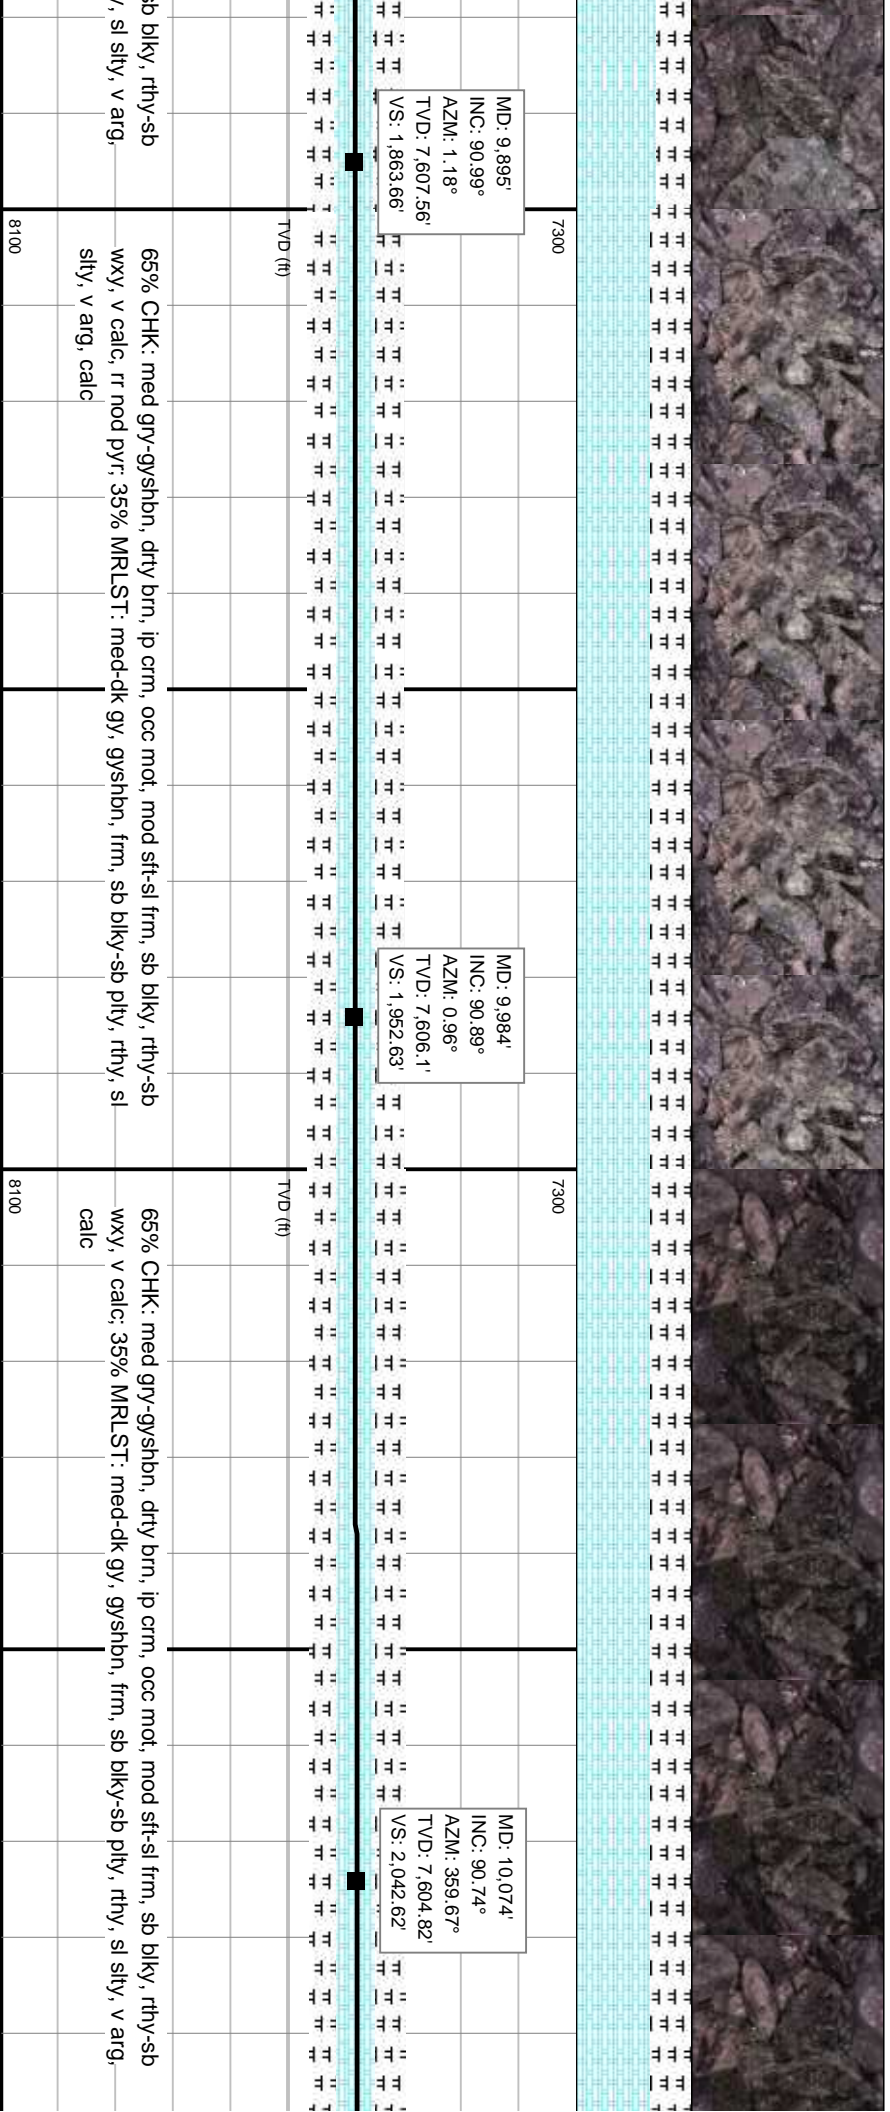 sb blky, rthy-sb
, sl slty, v arg,
MD: 9,895'
INC: 90.99°
AZM: 1.18°
TVD: 7,607.56'
VS: 1,863.66'
7300
TVD (ft)
8100
65% CHK: med gry-gyshbn, drty brn, ip crm, occ mot, mod sft-sl frm, sb blky, rthy-sb
wxy, v calc, rr nod pyr; 35% MRLST: med-dk gy, gyshbn, frm, sb blky-sb plty, rthy, sl
slty, v arg, calc
MD: 9,984'
INC: 90.89°
AZM: 0.96°
TVD: 7,606.1'
VS: 1,952.63'
7300
TVD (ft)
8100
65% CHK: med gry-gyshbn, drty brn, ip crm, occ mot, mod sft-sl frm, sb blky, rthy-sb
wxy, v calc; 35% MRLST: med-dk gy, gyshbn, frm, sb blky-sb plty, rthy, sl slty, v arg,
calc
MD: 10,074'
INC: 90.74°
AZM: 359.67°
TVD: 7,604.82'
VS: 2,042.62'